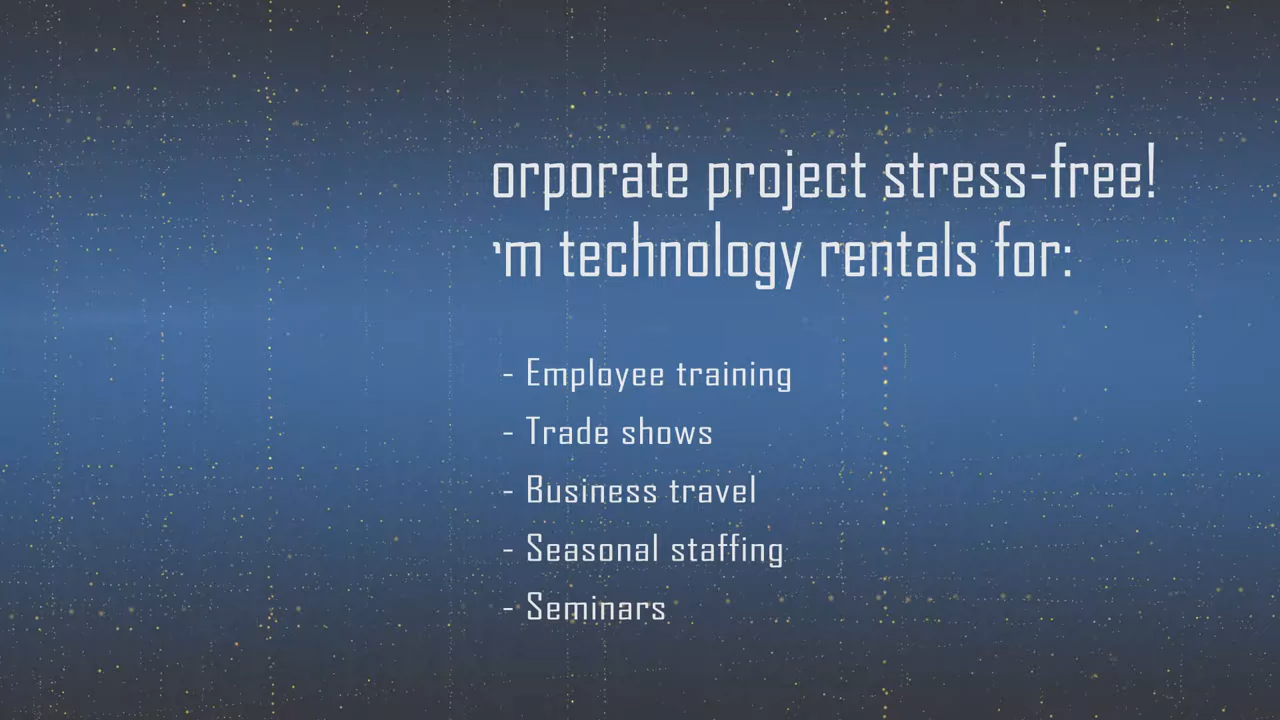 orporate project stress-free!
m technology rentals for:
- Employee training
- Trade shows
- Business travel
- Seasonal staffing
- Seminars